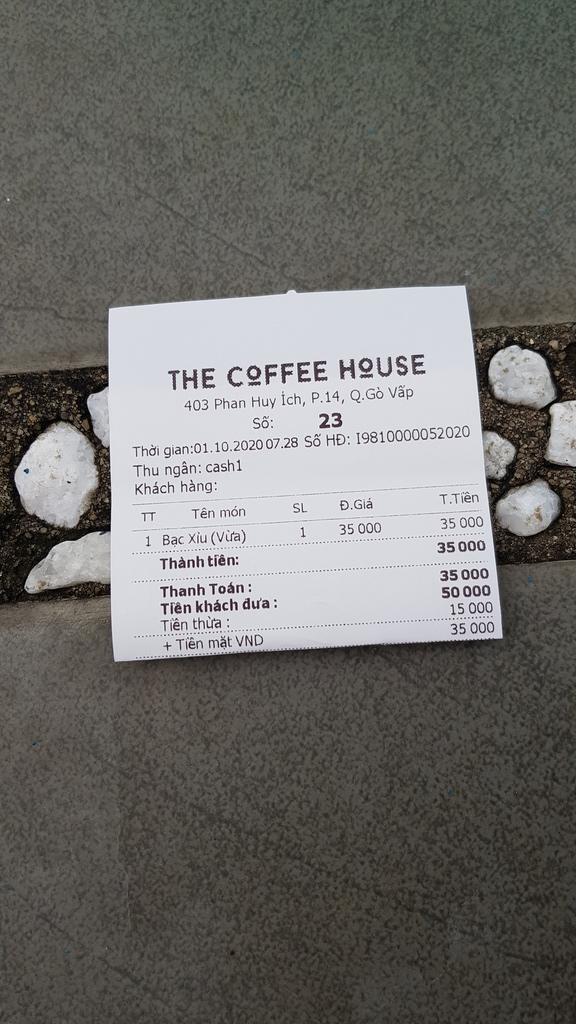 THE COFFEE HOUSE
403 Phan Huy Ích, P.14, Q.Gò Vấp
Số: 23
Thời gian:01.10.2020 07.28 Số HĐ: I9810000052020
Thu ngân: cash1
Khách hàng:
TT Tên món SL Đ.Giá T.Tiền
1 Bạc Xỉu (Vừa) 1 35 000 35 000
Thành tiền: 35 000
Thanh Toán : 35 000
Tiền khách đưa : 50 000
Tiền thừa : 15 000
+ Tiền mặt VND 35 000